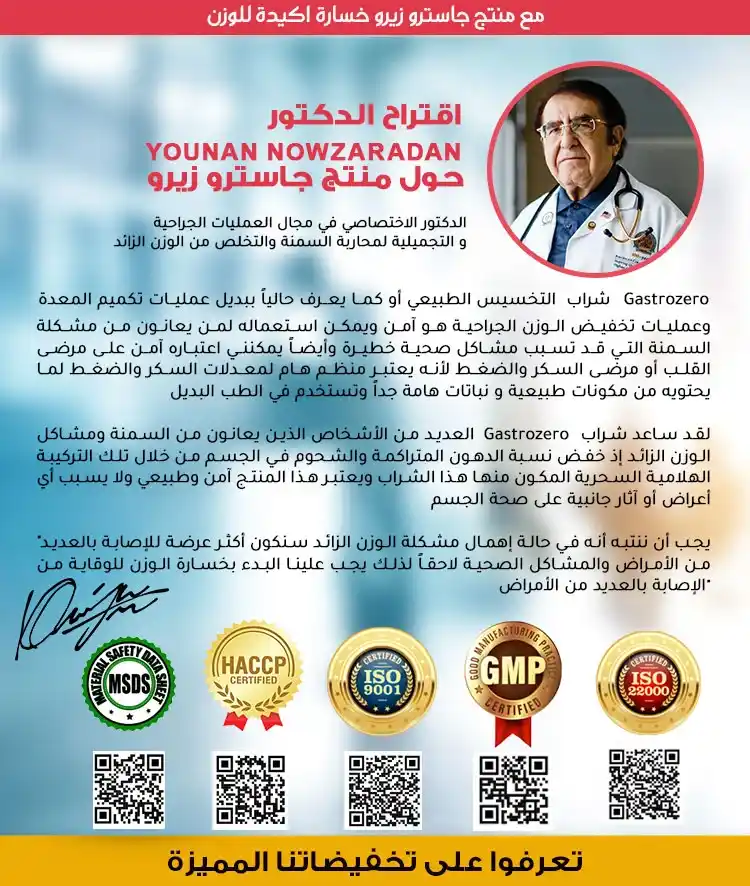 مع منتج جاسترو زيرو خسارة اكيدة للوزن
اقتراح الدكتور
YOUNAN NOWZARADAN
حول منتج جاسترو زيرو
الدكتور الاختصاصي في مجال العمليات الجراحية
و التجميلية لمحاربة السمنة والتخلص من الوزن الزائد
Gastrozero شراب التخسيس الطبيعي أو كما يعرف حالياً ببديل عمليات تكميم المعدة
وعمليات تخفيض الوزن الجراحية هو آمن ويمكن استعماله لمن يعانون من مشكلة
السمنة التي قد تسبب مشاكل صحية خطيرة وأيضاً يمكنني اعتباره آمن على مرضى
القلب أو مرضى السكر والضغط لأنه يعتبر منظم هام لمعدلات السكر والضغط لما
يحتويه من مكونات طبيعية و نباتات هامة جداً وتستخدم في الطب البديل
لقد ساعد شراب Gastrozero العديد من الأشخاص الذين يعانون من السمنة ومشاكل
الوزن الزائد إذ خفض نسبة الدهون المتراكمة والشحوم في الجسم من خلال تلك التركيبة
الهلامية السحرية المكون منها هذا الشراب ويعتبر هذا المنتج آمن وطبيعي ولا يسبب أي
أعراض أو آثار جانبية على صحة الجسم
يجب أن ننتبه أنه في حالة إهمال مشكلة الوزن الزائد سنكون أكثر عرضة للإصابة بالعديد"
من الأمراض والمشاكل الصحية لاحقاً لذلك يجب علينا البدء بخسارة الوزن للوقاية من
"الإصابة بالعديد من الأمراض
MATERIAL SAFETY DATA SHEET
MSDS
HACCP
CERTIFIED
CERTIFIED
ISO
9001
GOOD MANUFACTURING PRACTICE
GMP
CERTIFIED
CERTIFIED
ISO
22000
تعرفوا على تخفيضاتنا المميزة